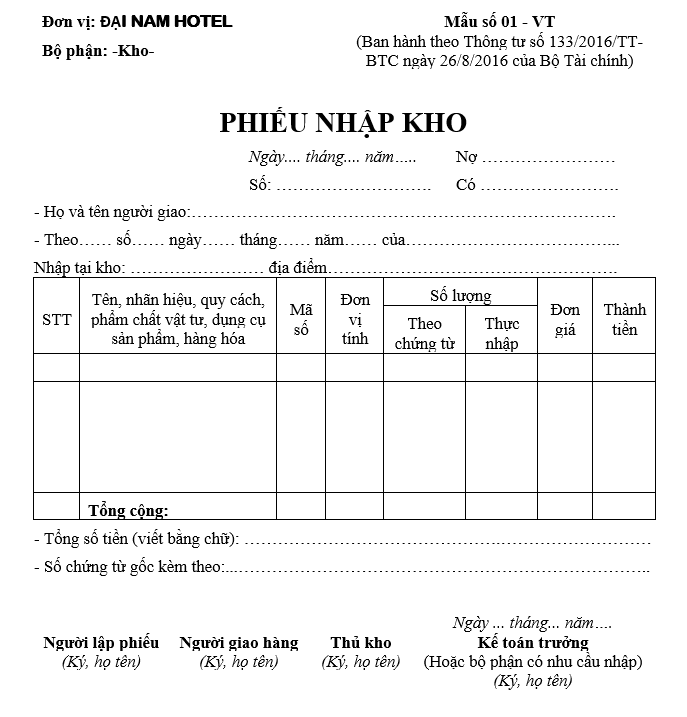 Đơn vị: ĐẠI NAM HOTEL
Bộ phận: -Kho-
Mẫu số 01 - VT
(Ban hành theo Thông tư số 133/2016/TT-
BTC ngày 26/8/2016 của Bộ Tài chính)
PHIẾU NHẬP KHO
Ngày.... tháng.... năm..... Nợ ……………………
Số: ………………………. Có …………………….
- Họ và tên người giao:…………………………………………………………………….
- Theo…… số…… ngày…… tháng…… năm…… của…………………………………...
Nhập tại kho: …………………… địa điểm…………………………………………….
STT
Tên, nhãn hiệu, quy cách,
phẩm chất vật tư, dụng cụ
sản phẩm, hàng hóa
Mã
số
Đơn
vị
tính
Số lượng
Theo
chứng từ
Thực
nhập
Đơn
giá
Thành
tiền
Tổng cộng:
- Tổng số tiền (viết bằng chữ): …………………………………………………………………
- Số chứng từ gốc kèm theo:...…………………………………………………………………..
Ngày ... tháng... năm….
Người lập phiếu Người giao hàng Thủ kho Kế toán trưởng
(Ký, họ tên) (Ký, họ tên) (Ký, họ tên) (Hoặc bộ phận có nhu cầu nhập)
(Ký, họ tên)